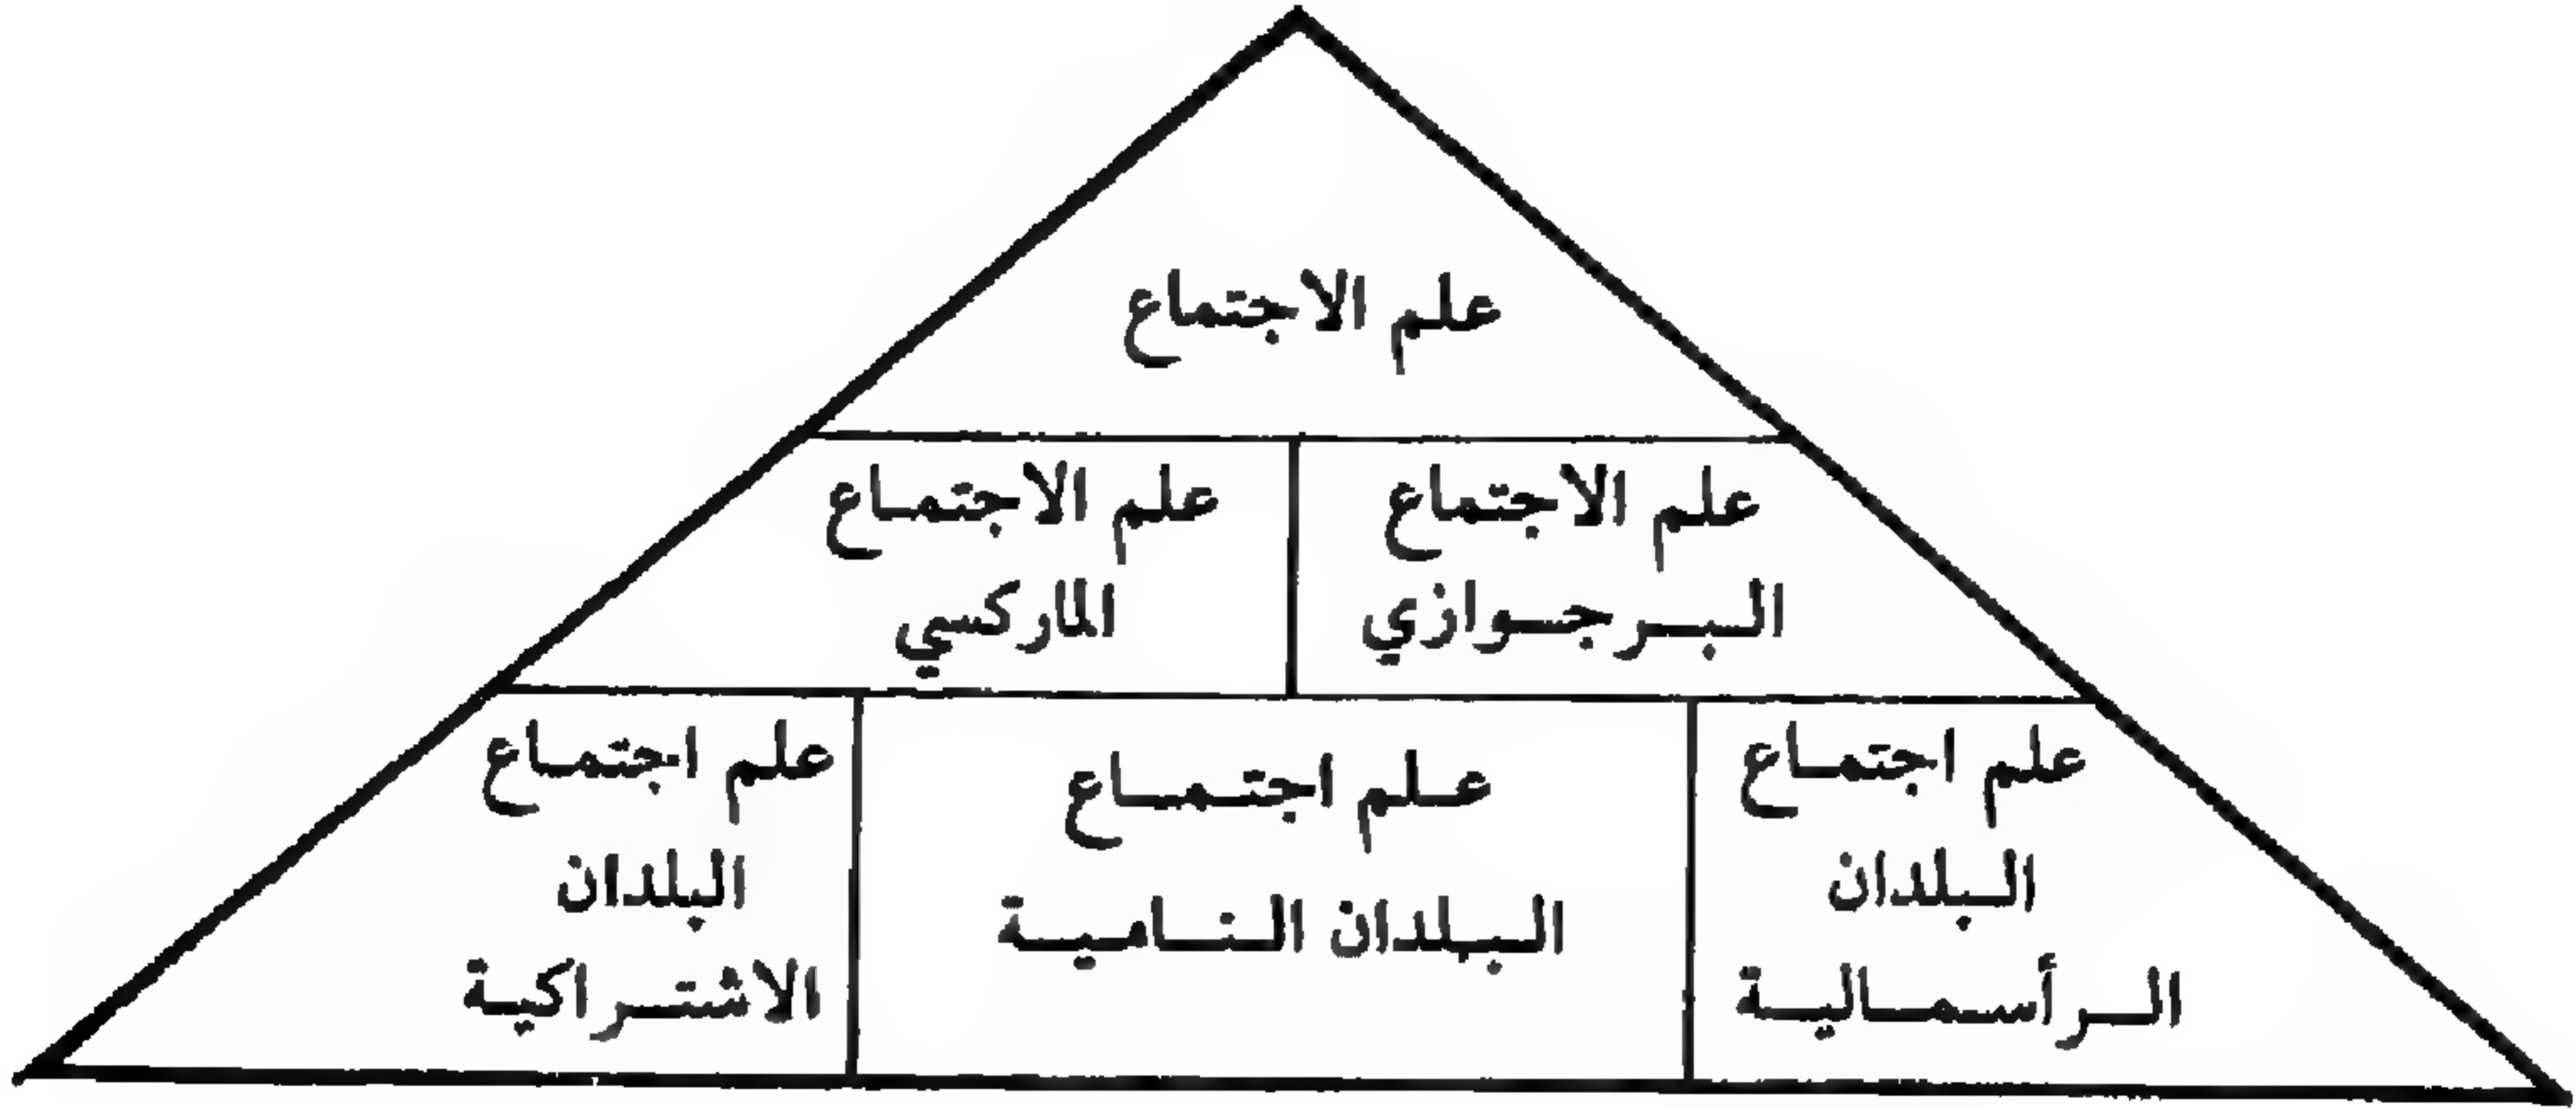 علم الاجتماع
علم الاجتماع
البرجوازي
علم الاجتماع
الماركسي
علم اجتماع
البلدان
الرأسمالية
علم اجتماع
البلدان النامية
علم اجتماع
البلدان
الاشتراكية